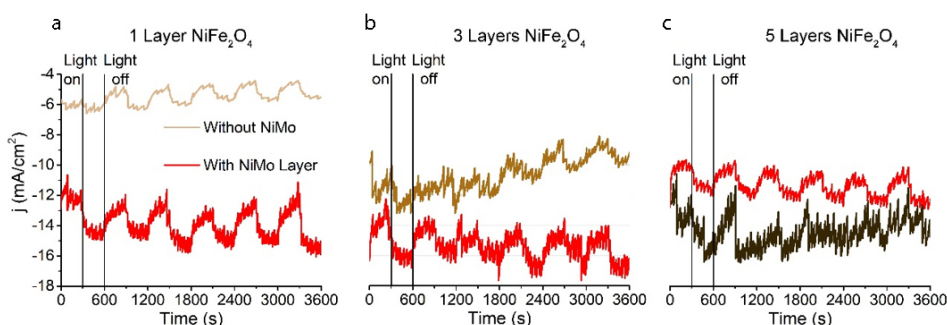 a
1 Layer NiFe₂O₄
b
3 Layers NiFe₂O₄
c
5 Layers NiFe₂O₄
Light on
Light off
Light on
Light off
Light on
Light off
-4
-6
-8
-10
-12
-14
-16
-18
j (mA/cm²)
Without NiMo
With NiMo Layer
0 600 1200 1800 2400 3000 3600
0 600 1200 1800 2400 3000 3600
0 600 1200 1800 2400 3000 3600
Time (s)
Time (s)
Time (s)